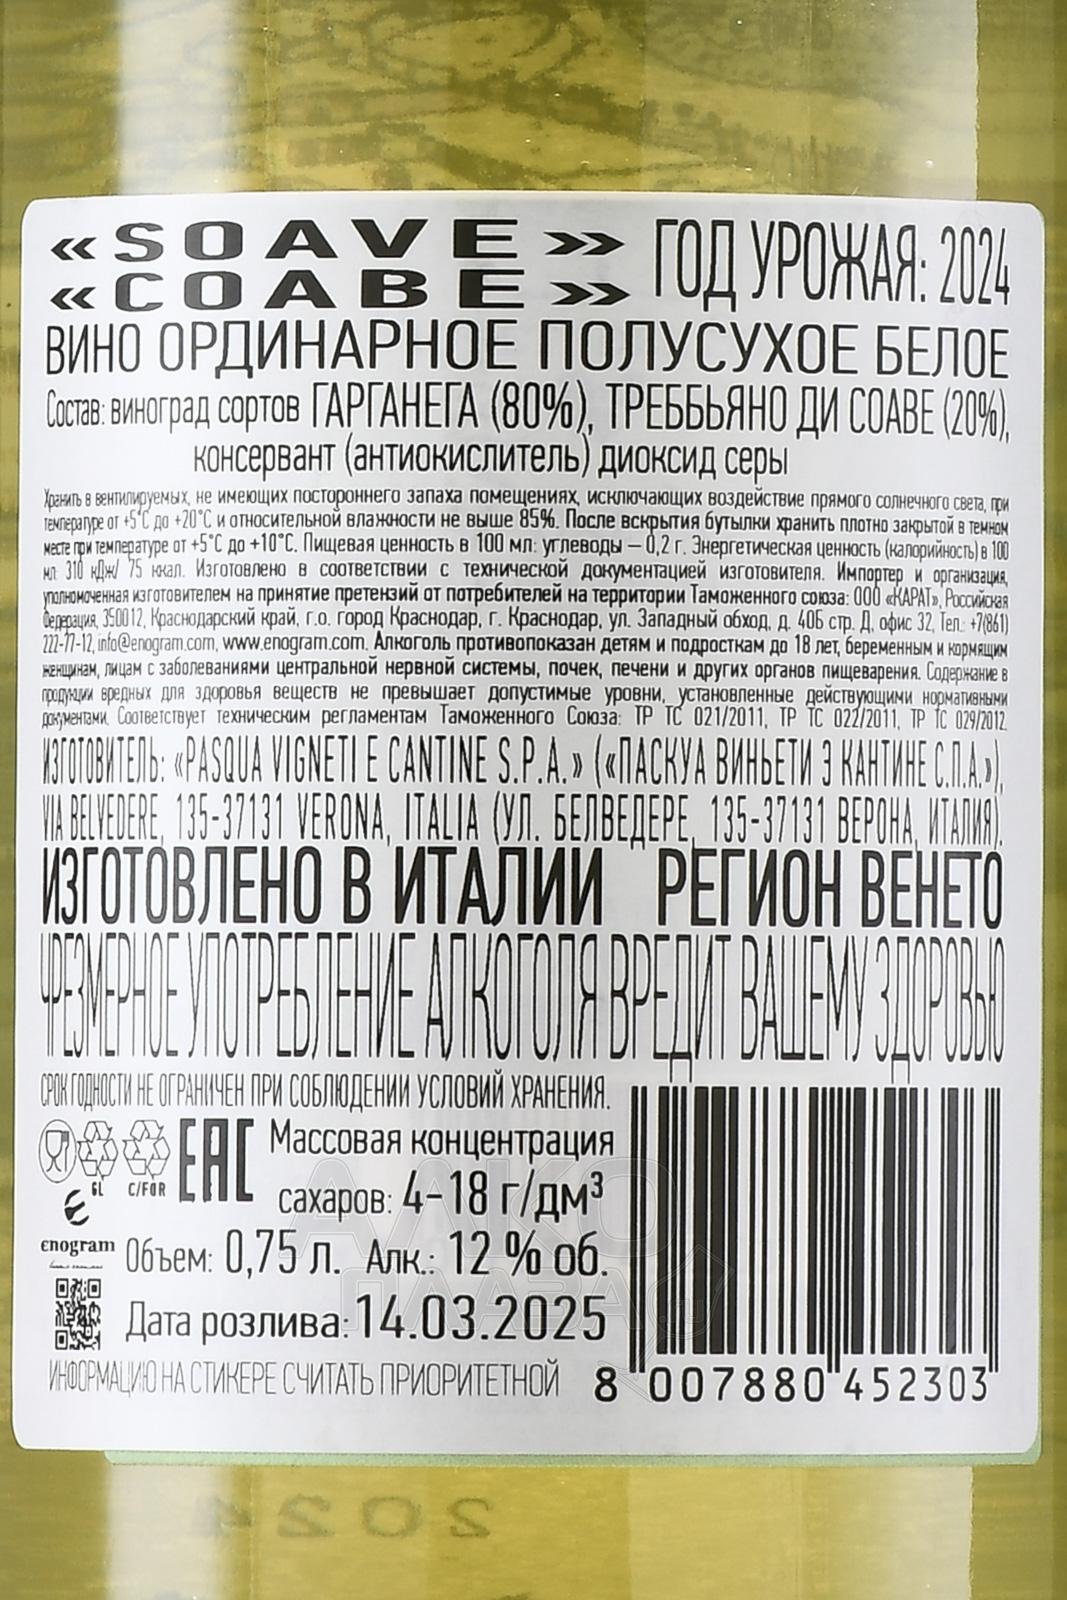 «SOAVE»
«СОАВЕ»
ГОД УРОЖАЯ: 2024
ВИНО ОРДИНАРНОЕ ПОЛУСУХОЕ БЕЛОЕ
Состав: виноград сортов ГАРГАНЕГА (80%), ТРЕББЬЯНО ДИ СОАВЕ (20%),
консервант (антиокислитель) диоксид серы
Хранить в вентилируемых, не имеющих постороннего запаха помещениях, исключающих воздействие прямого солнечного света, при
температуре от +5°С до +20°С и относительной влажности не выше 85%. После вскрытия бутылки хранить плотно закрытой в темном
месте при температуре от +5°С до +10°С. Пищевая ценность в 100 мл: углеводы – 0,2 г. Энергетическая ценность (калорийность) в 100
мл: 310 кДж/ 75 ккал. Изготовлено в соответствии с технической документацией изготовителя. Импортер и организация,
уполномоченная изготовителем на принятие претензий от потребителей на территории Таможенного союза: ООО «КАРАТ», Российская
Федерация, 350012, Краснодарский край, г.о. город Краснодар, г. Краснодар, ул. Западный обход, д. 40Б стр. Д, офис 32, Тел.: +7(861)
222-77-12, info@enogram.com, www.enogram.com. Алкоголь противопоказан детям и подросткам до 18 лет, беременным и кормящим
женщинам, лицам с заболеваниями центральной нервной системы, почек, печени и других органов пищеварения. Содержание в
продукции вредных для здоровья веществ не превышает допустимые уровни, установленные действующими нормативными
документами. Соответствует техническим регламентам Таможенного Союза: ТР ТС 021/2011, ТР ТС 022/2011, ТР ТС 029/2012.
ИЗГОТОВИТЕЛЬ: «PASQUA VIGNETI E CANTINE S.P.A.» («ПАСКУА ВИНЬЕТИ Э КАНТИНЕ С.П.А.»),
VIA BELVEDERE, 135-37131 VERONA, ITALIA (УЛ. БЕЛВЕДЕРЕ, 135-37131 ВЕРОНА, ИТАЛИЯ).
ИЗГОТОВЛЕНО В ИТАЛИИ РЕГИОН ВЕНЕТО
ЧРЕЗМЕРНОЕ УПОТРЕБЛЕНИЕ АЛКОГОЛЯ ВРЕДИТ ВАШЕМУ ЗДОРОВЬЮ
СРОК ГОДНОСТИ НЕ ОГРАНИЧЕН ПРИ СОБЛЮДЕНИИ УСЛОВИЙ ХРАНЕНИЯ.
GL C/FOR EAC
Массовая концентрация
сахаров: 4-18 г/дм³
enogram
Объем: 0,75 л. Алк.: 12 % об.
Дата розлива: 14.03.2025
ИНФОРМАЦИЮ НА СТИКЕРЕ СЧИТАТЬ ПРИОРИТЕТНОЙ
8 007880 452303
АЛКО
ПЛАЗА
2024